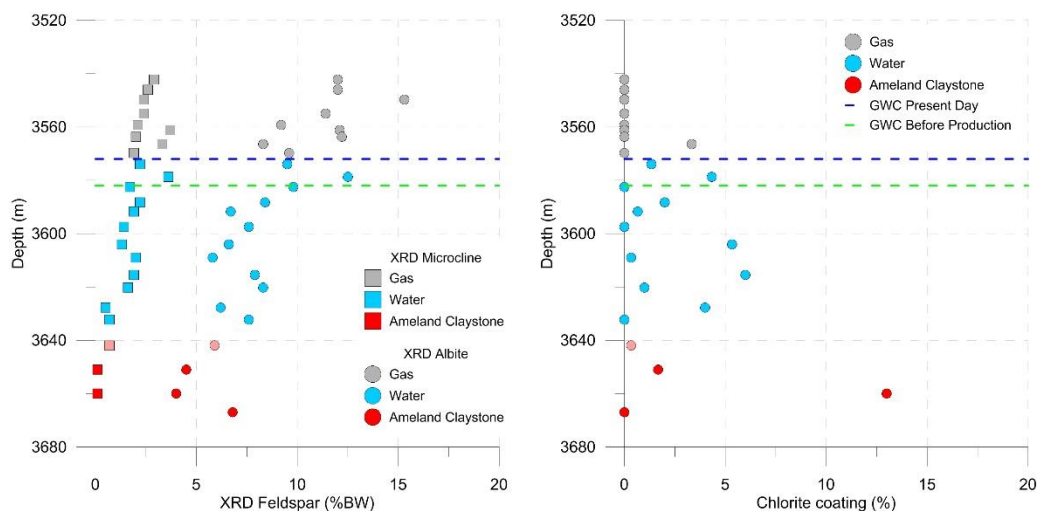 3520
3560
3600
3640
3680
Depth (m)
0 5 10 15 20
XRD Feldspar (%BW)
XRD Microcline
Gas
Water
Ameland Claystone
XRD Albite
Gas
Water
Ameland Claystone
3520
3560
3600
3640
3680
Depth (m)
0 5 10 15 20
Chlorite coating (%)
Gas
Water
Ameland Claystone
GWC Present Day
GWC Before Production